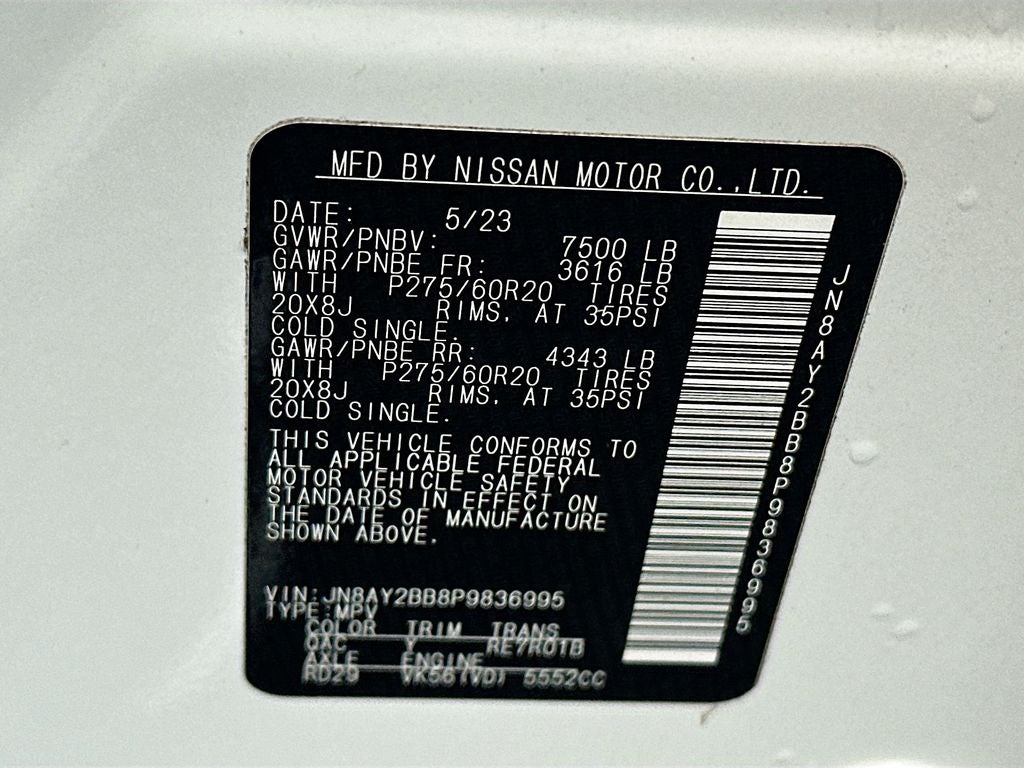 MFD BY NISSAN MOTOR CO.,LTD.
DATE: 5/23
GVWR/PNBV: 7500 LB
GAWR/PNBE FR: 3616 LB
WITH P275/60R20 TIRES
20X8J RIMS, AT 35PSI
COLD SINGLE.
GAWR/PNBE RR: 4343 LB
WITH P275/60R20 TIRES
20X8J RIMS, AT 35PSI
COLD SINGLE.
THIS VEHICLE CONFORMS TO
ALL APPLICABLE FEDERAL
MOTOR VEHICLE SAFETY
STANDARDS IN EFFECT ON
THE DATE OF MANUFACTURE
SHOWN ABOVE.
VIN:JN8AY2BB8P9836995
TYPE:MPV
COLOR TRIM TRANS
QAC Y RE7R01B
AXLE ENGINE
RD29 VK56(VD) 5552CC
JN8AY2BB8P9836995